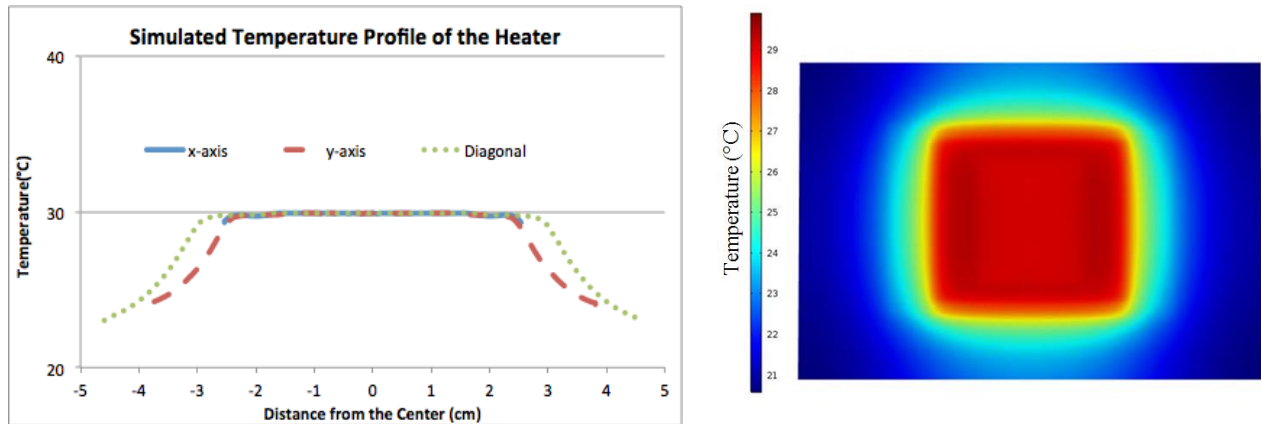 Simulated Temperature Profile of the Heater
40
30
20
Temperature(°C)
x-axis y-axis Diagonal
-5 -4 -3 -2 -1 0 1 2 3 4 5
Distance from the Center (cm)
Temperature (°C)
29
28
27
26
25
24
23
22
21